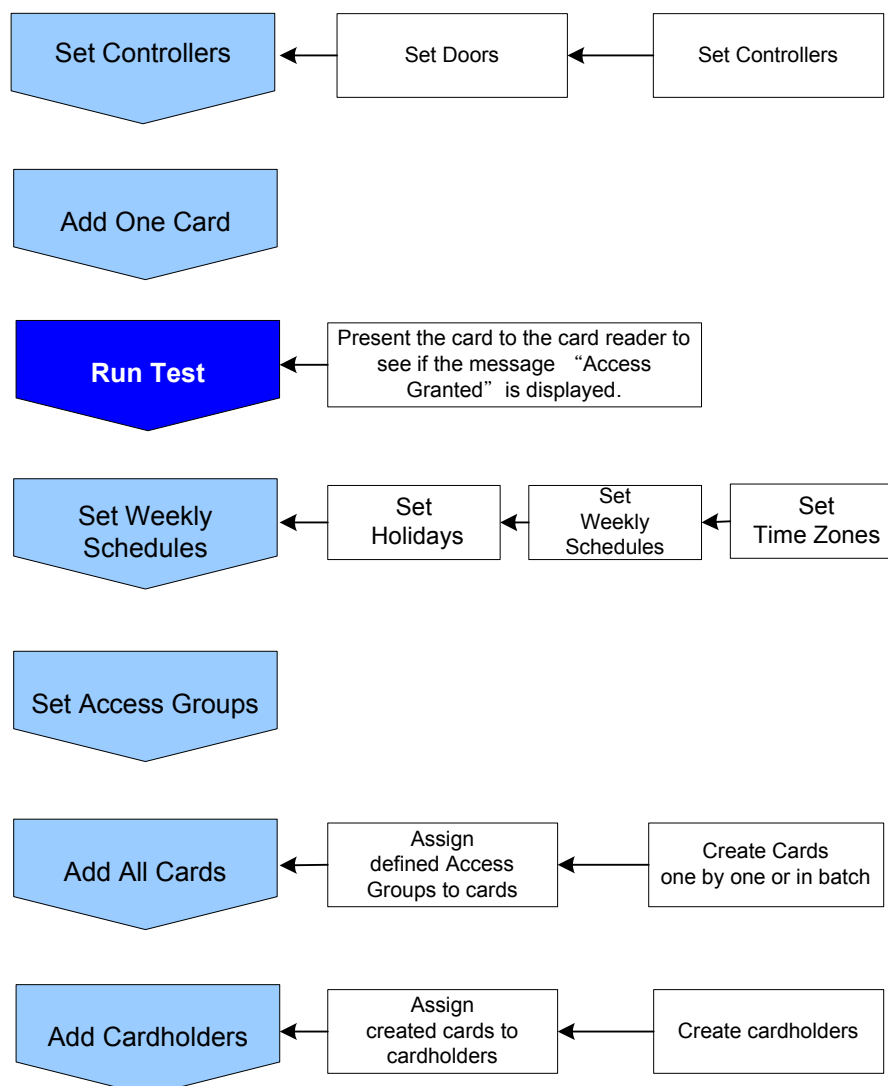 Set Controllers
Set Doors
Set Controllers
Add One Card
Run Test
Present the card to the card reader to
see if the message “Access
Granted” is displayed.
Set Weekly
Schedules
Set
Holidays
Set
Weekly
Schedules
Set
Time Zones
Set Access Groups
Add All Cards
Assign
defined Access
Groups to cards
Create Cards
one by one or in batch
Add Cardholders
Assign
created cards to
cardholders
Create cardholders